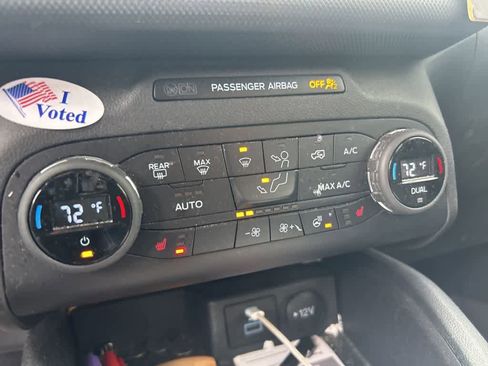 PASSENGER AIRBAG OFF
I
Voted
REAR
MAX
A/C
72 °F
AUTO
MAX A/C
72 °F
DUAL
12V